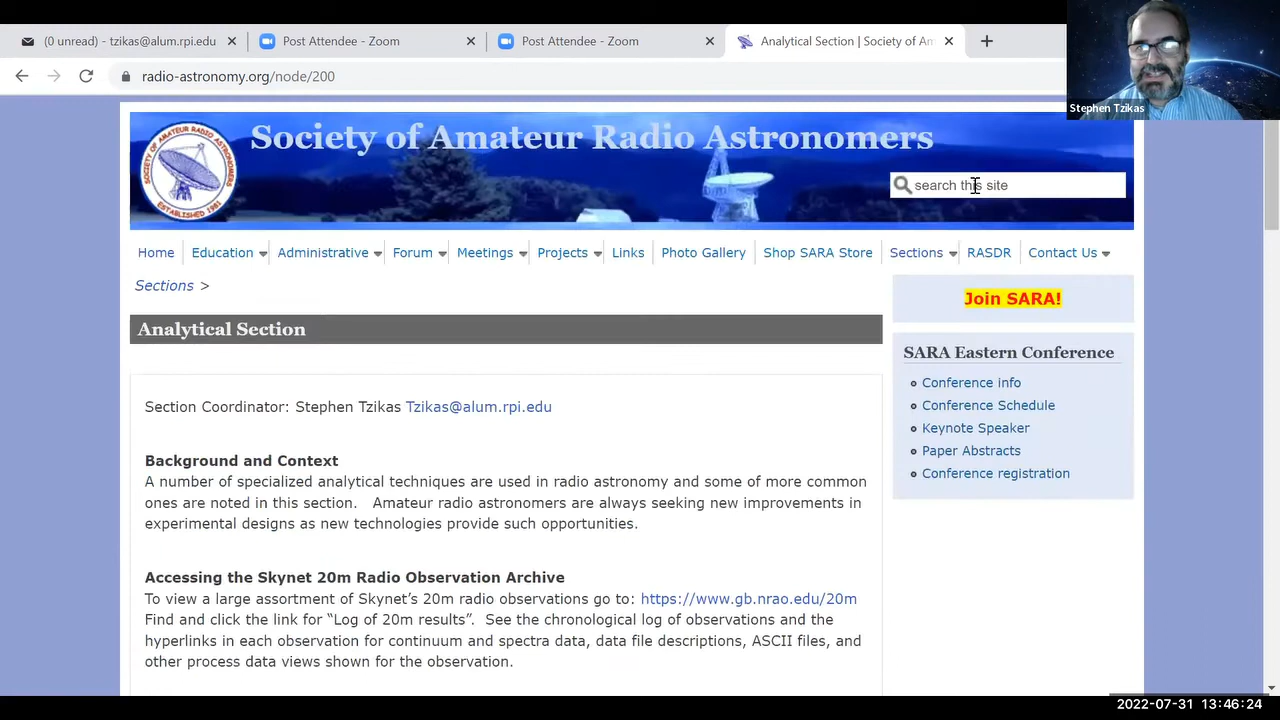 (0 unread) - tzikas@alum.rpi.edu
Post Attendee - Zoom
Post Attendee - Zoom
Analytical Section | Society of Am
radio-astronomy.org/node/200
Stephen Tzikas
Society of Amateur Radio Astronomers
SOCIETY OF AMATEUR RADIO ASTRONOMERS
ESTABLISHED 1981
search this site
Home Education Administrative Forum Meetings Projects Links Photo Gallery Shop SARA Store Sections RASDR Contact Us
Sections >
Join SARA!
Analytical Section
SARA Eastern Conference
Conference info
Conference Schedule
Keynote Speaker
Paper Abstracts
Conference registration
Section Coordinator: Stephen Tzikas Tzikas@alum.rpi.edu
Background and Context
A number of specialized analytical techniques are used in radio astronomy and some of more common
ones are noted in this section. Amateur radio astronomers are always seeking new improvements in
experimental designs as new technologies provide such opportunities.
Accessing the Skynet 20m Radio Observation Archive
To view a large assortment of Skynet's 20m radio observations go to: https://www.gb.nrao.edu/20m
Find and click the link for “Log of 20m results”. See the chronological log of observations and the
hyperlinks in each observation for continuum and spectra data, data file descriptions, ASCII files, and
other process data views shown for the observation.
2022-07-31 13:46:24